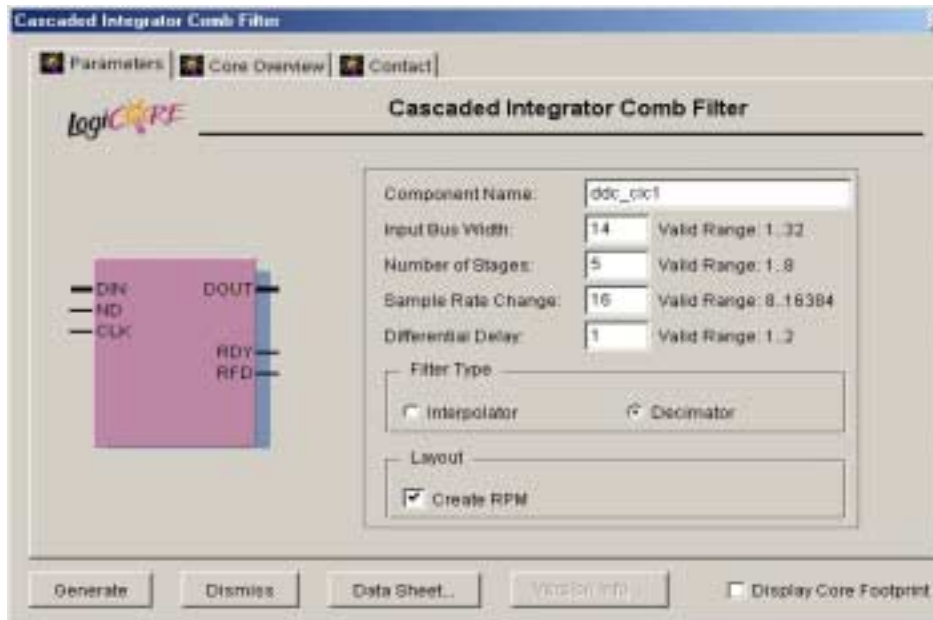 Cascaded Integrator Comb Filter
Parameters Core Overview Contact
LogiCORE
Cascaded Integrator Comb Filter
Component Name: ddc_cic1
Input Bus Width: 14 Valid Range: 1..32
Number of Stages: 5 Valid Range: 1..8
Sample Rate Change: 16 Valid Range: 8..16384
Differential Delay: 1 Valid Range: 1..2
Filter Type
Interpolator Decimator
Layout
Create RPM
DIN DOUT
ND
CLK
RDY
RFD
Generate Dismiss Data Sheet... Version Info... Display Core Footprint